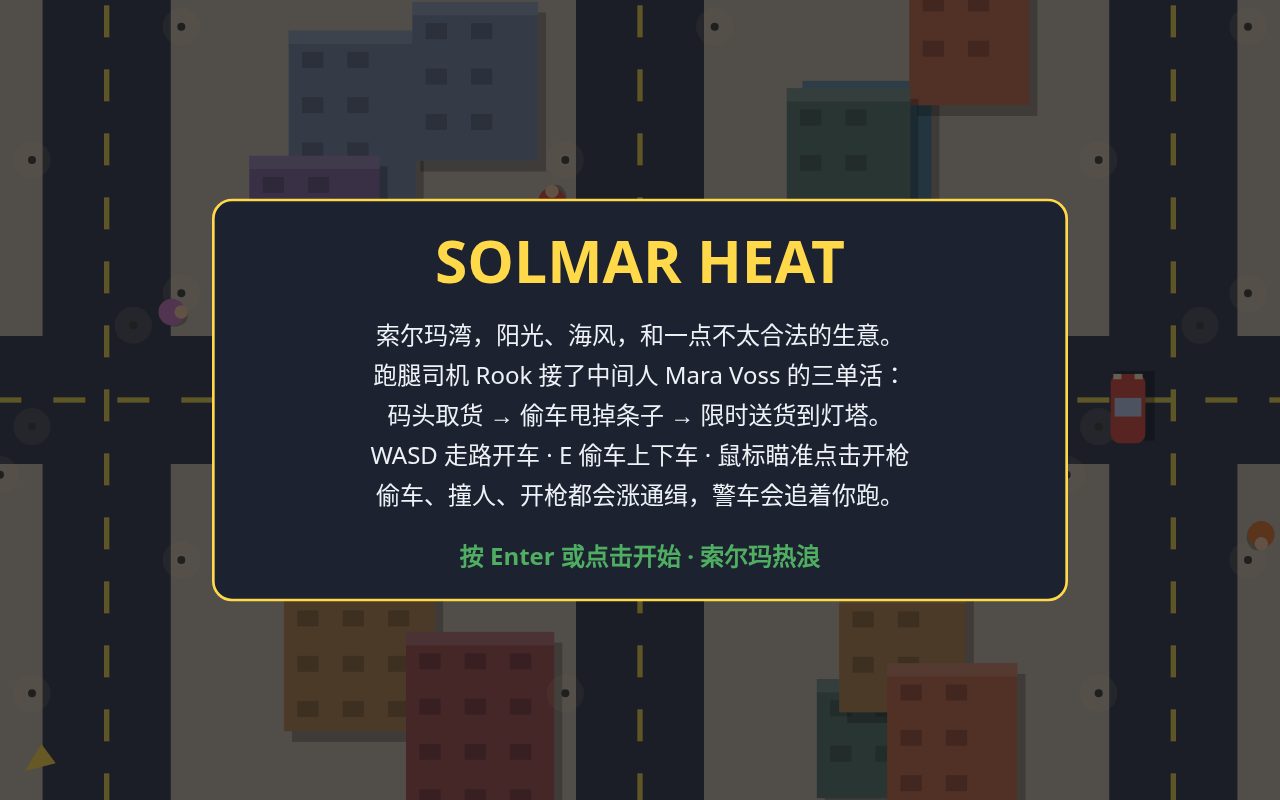 SOLMAR HEAT
索尔玛湾，阳光、海风，和一点不太合法的生意。
跑腿司机 Rook 接了中间人 Mara Voss 的三单活：
码头取货 → 偷车甩掉条子 → 限时送货到灯塔。
WASD 走路开车 · E 偷车上下车 · 鼠标瞄准点击开枪
偷车、撞人、开枪都会涨通缉，警车会追着你跑。
按 Enter 或点击开始 · 索尔玛热浪